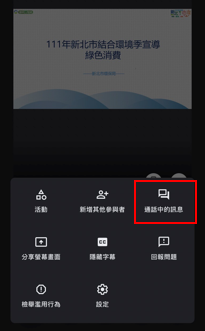 111年新北市結合環境季宣導
綠色消費
活動
新增其他參與者
通話中的訊息
分享螢幕畫面
隱藏字幕
回報問題
檢舉濫用行為
設定